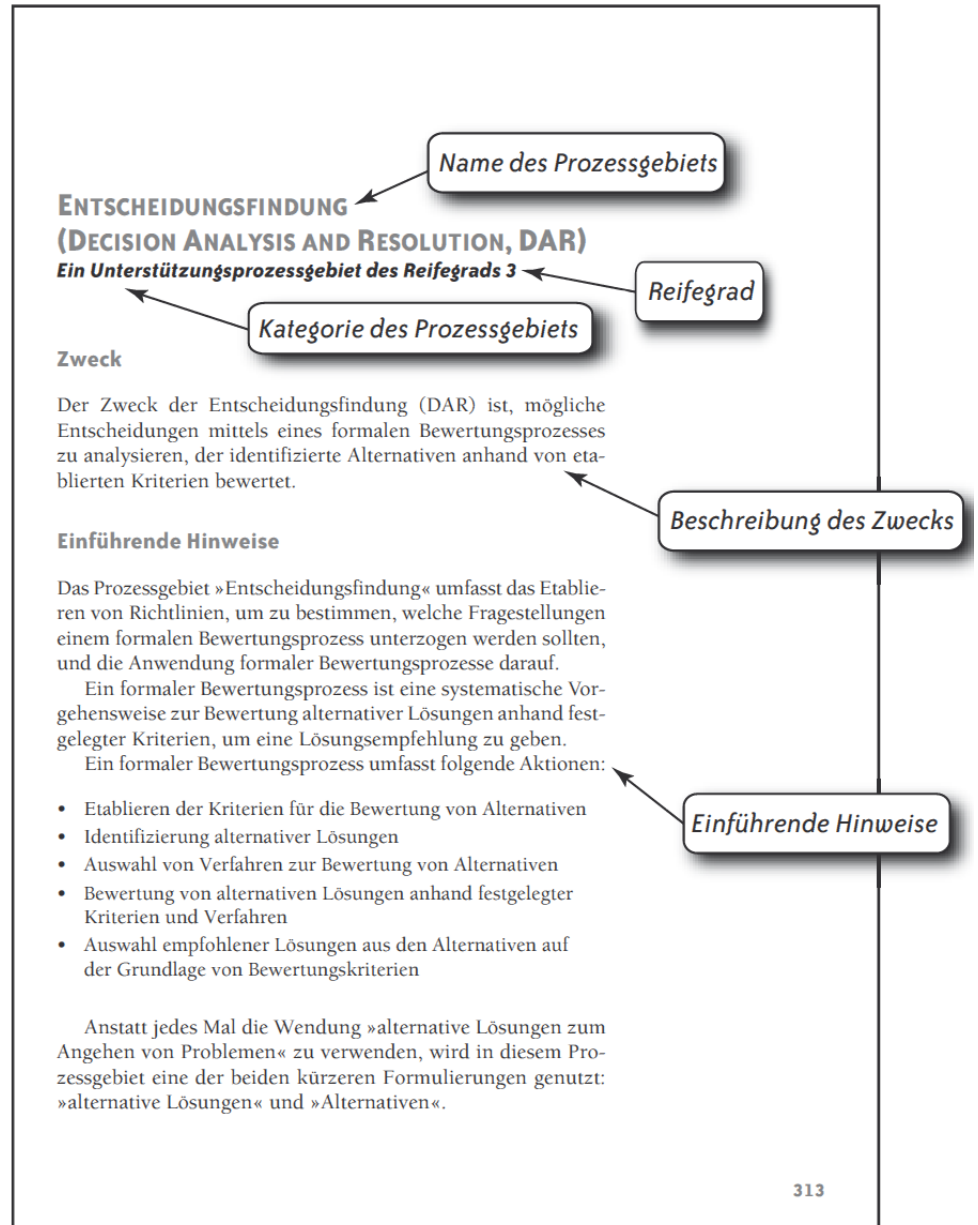 Name des Prozessgebiets
ENTSCHEIDUNGSFINDUNG
(DECISION ANALYSIS AND RESOLUTION, DAR)
Ein Unterstützungsprozessgebiet des Reifegrads 3
Reifegrad
Kategorie des Prozessgebiets
Zweck
Der Zweck der Entscheidungsfindung (DAR) ist, mögliche
Entscheidungen mittels eines formalen Bewertungsprozesses
zu analysieren, der identifizierte Alternativen anhand von eta-
blierten Kriterien bewertet.
Beschreibung des Zwecks
Einführende Hinweise
Das Prozessgebiet »Entscheidungsfindung« umfasst das Etablie-
ren von Richtlinien, um zu bestimmen, welche Fragestellungen
einem formalen Bewertungsprozess unterzogen werden sollten,
und die Anwendung formaler Bewertungsprozesse darauf.
Ein formaler Bewertungsprozess ist eine systematische Vor-
gehensweise zur Bewertung alternativer Lösungen anhand fest-
gelegter Kriterien, um eine Lösungsempfehlung zu geben.
Ein formaler Bewertungsprozess umfasst folgende Aktionen:
Einführende Hinweise
• Etablieren der Kriterien für die Bewertung von Alternativen
• Identifizierung alternativer Lösungen
• Auswahl von Verfahren zur Bewertung von Alternativen
• Bewertung von alternativen Lösungen anhand festgelegter
Kriterien und Verfahren
• Auswahl empfohlener Lösungen aus den Alternativen auf
der Grundlage von Bewertungskriterien
Anstatt jedes Mal die Wendung »alternative Lösungen zum
Angehen von Problemen« zu verwenden, wird in diesem Pro-
zessgebiet eine der beiden kürzeren Formulierungen genutzt:
»alternative Lösungen« und »Alternativen«.
313